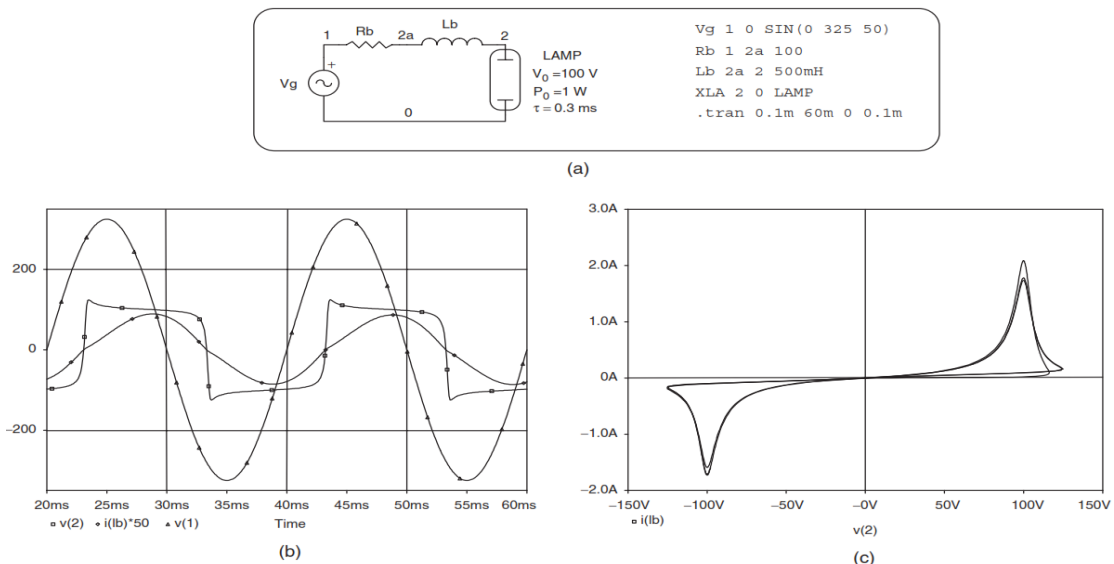 1
Rb
2a
Lb
2
+
Vg
LAMP
V0 =100 V
P0 =1 W
τ = 0.3 ms
0
Vg 1 0 SIN(0 325 50)
Rb 1 2a 100
Lb 2a 2 500mH
XLA 2 0 LAMP
.tran 0.1m 60m 0 0.1m
(a)
200
0
−200
20ms 25ms 30ms 35ms 40ms 45ms 50ms 55ms 60ms
v(2) i(lb)*50 v(1) Time
(b)
3.0A
2.0A
1.0A
0A
−1.0A
−2.0A
−150V −100V −50V −0V 50V 100V 150V
i(lb)
v(2)
(c)